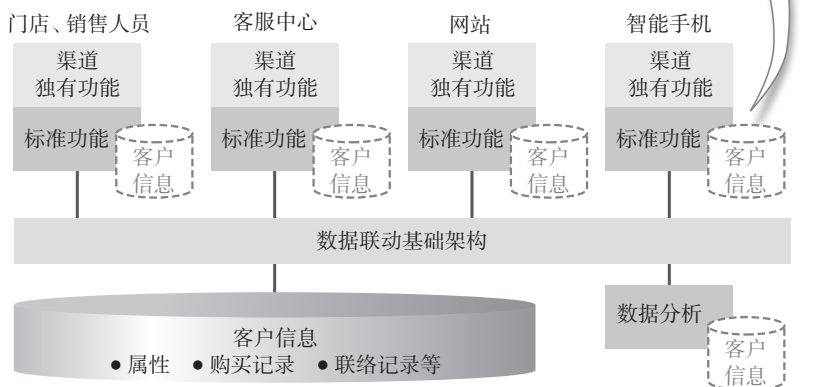 门店、销售人员
客服中心
网站
智能手机
渠道
独有功能
渠道
独有功能
渠道
独有功能
渠道
独有功能
标准功能
客户
信息
标准功能
客户
信息
标准功能
客户
信息
标准功能
客户
信息
数据联动基础架构
客户信息
● 属性 ● 购买记录 ● 联络记录等
数据分析
客户
信息